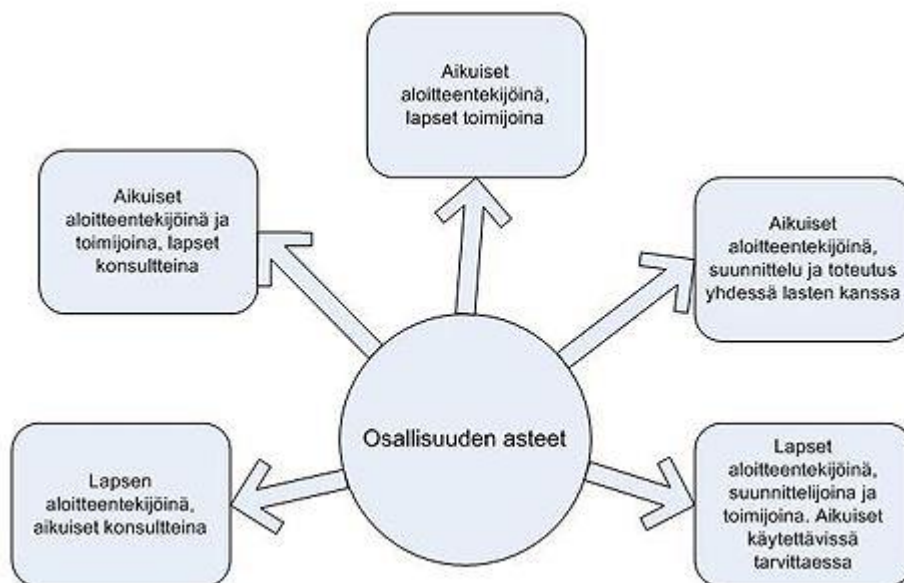 Aikuiset
aloitteentekijöinä,
lapset toimijoina
Aikuiset
aloitteentekijöinä ja
toimijoina, lapset
konsultteina
Aikuiset
aloitteentekijöinä,
suunnittelu ja toteutus
yhdessä lasten kanssa
Osallisuuden asteet
Lapsen
aloitteentekijöinä,
aikuiset konsultteina
Lapset
aloitteentekijöinä,
suunnittelijoina ja
toimijoina. Aikuiset
käytettävissä
tarvittaessa